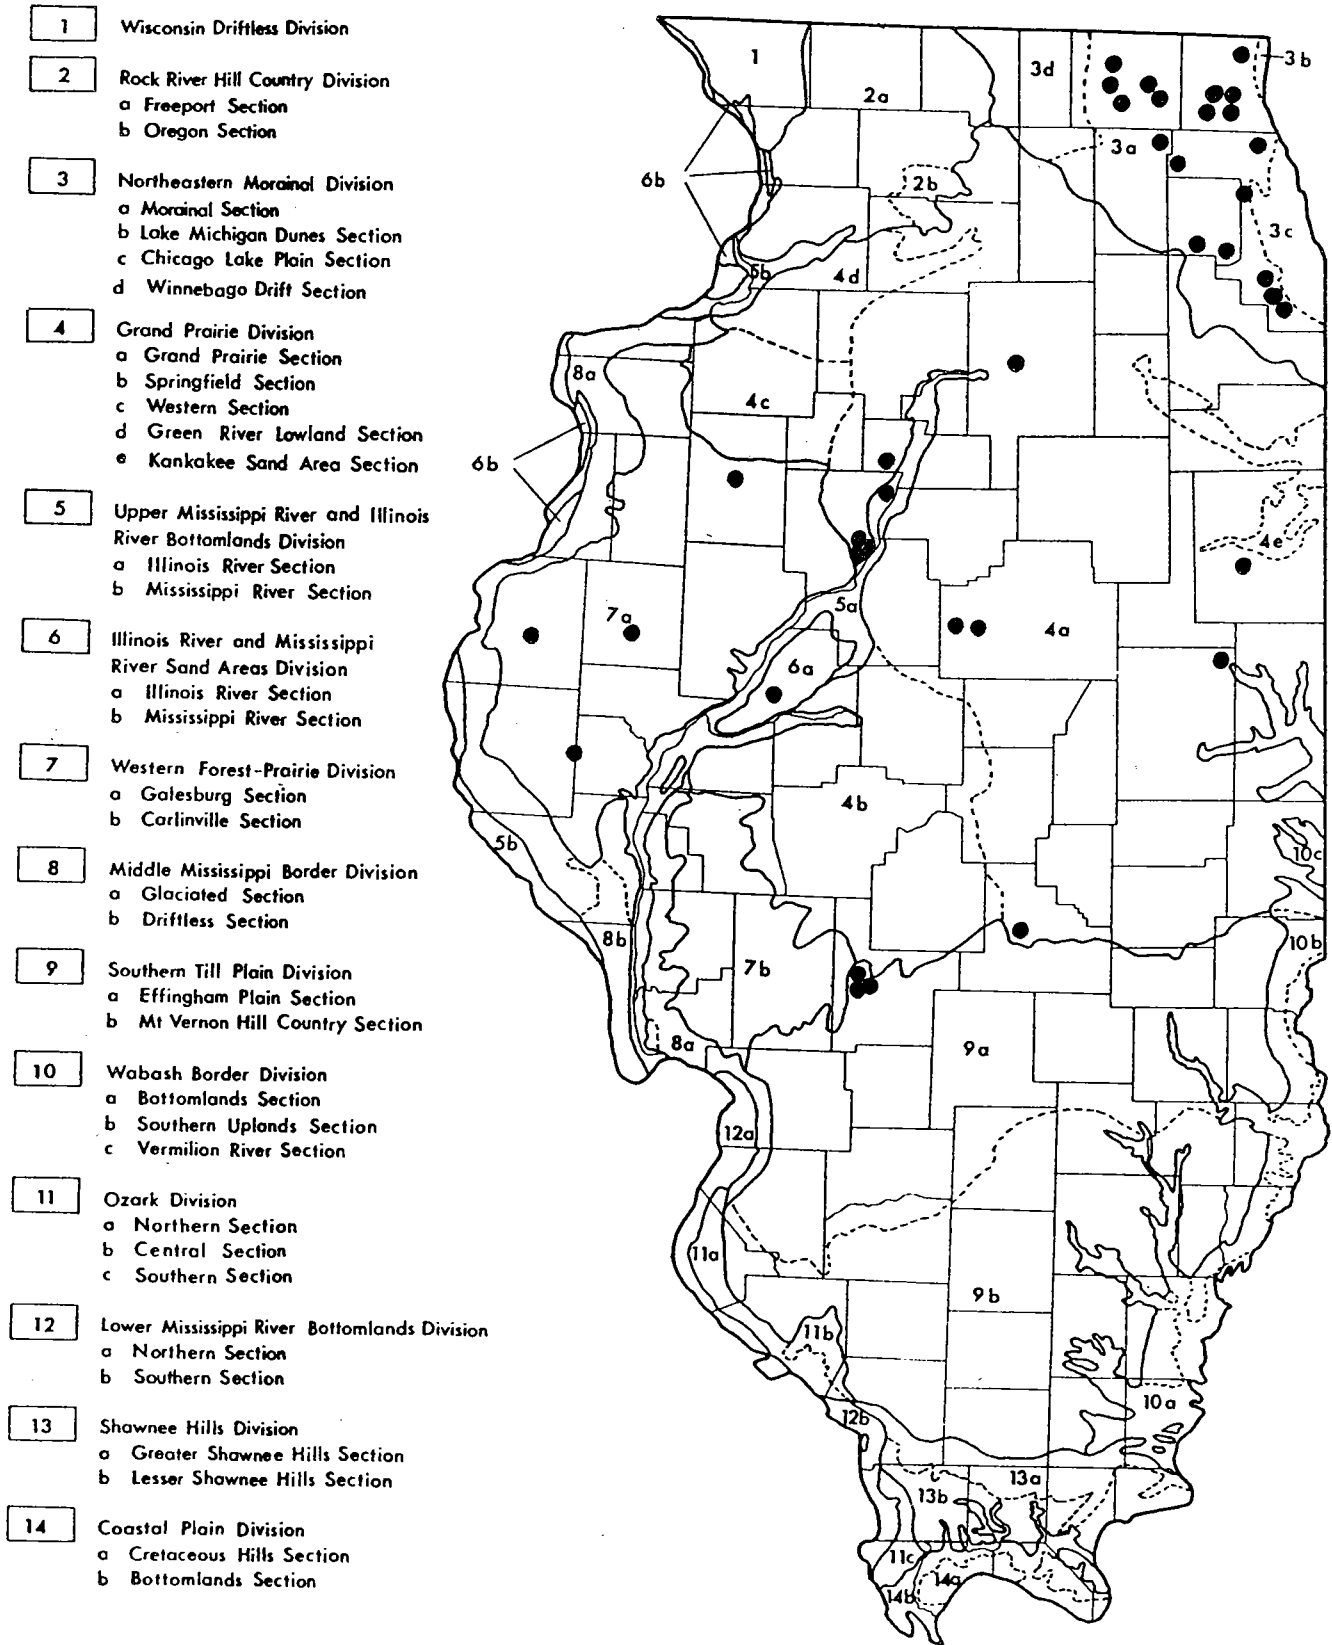 1 Wisconsin Driftless Division
2 Rock River Hill Country Division
a Freeport Section
b Oregon Section
3 Northeastern Morainal Division
a Morainal Section
b Lake Michigan Dunes Section
c Chicago Lake Plain Section
d Winnebago Drift Section
4 Grand Prairie Division
a Grand Prairie Section
b Springfield Section
c Western Section
d Green River Lowland Section
e Kankakee Sand Area Section
5 Upper Mississippi River and Illinois
River Bottomlands Division
a Illinois River Section
b Mississippi River Section
6 Illinois River and Mississippi
River Sand Areas Division
a Illinois River Section
b Mississippi River Section
7 Western Forest-Prairie Division
a Galesburg Section
b Carlinville Section
8 Middle Mississippi Border Division
a Glaciated Section
b Driftless Section
9 Southern Till Plain Division
a Effingham Plain Section
b Mt Vernon Hill Country Section
10 Wabash Border Division
a Bottomlands Section
b Southern Uplands Section
c Vermilion River Section
11 Ozark Division
a Northern Section
b Central Section
c Southern Section
12 Lower Mississippi River Bottomlands Division
a Northern Section
b Southern Section
13 Shawnee Hills Division
a Greater Shawnee Hills Section
b Lesser Shawnee Hills Section
14 Coastal Plain Division
a Cretaceous Hills Section
b Bottomlands Section
1
2a
3d
3b
3a
6b
2b
3c
5b
4d
8a
4c
6b
4e
5a
7a
4a
6a
4b
5b
10c
8b
10b
7b
8a
9a
12a
11a
9b
11b
10a
12b
13a
13b
11c
14a
14b